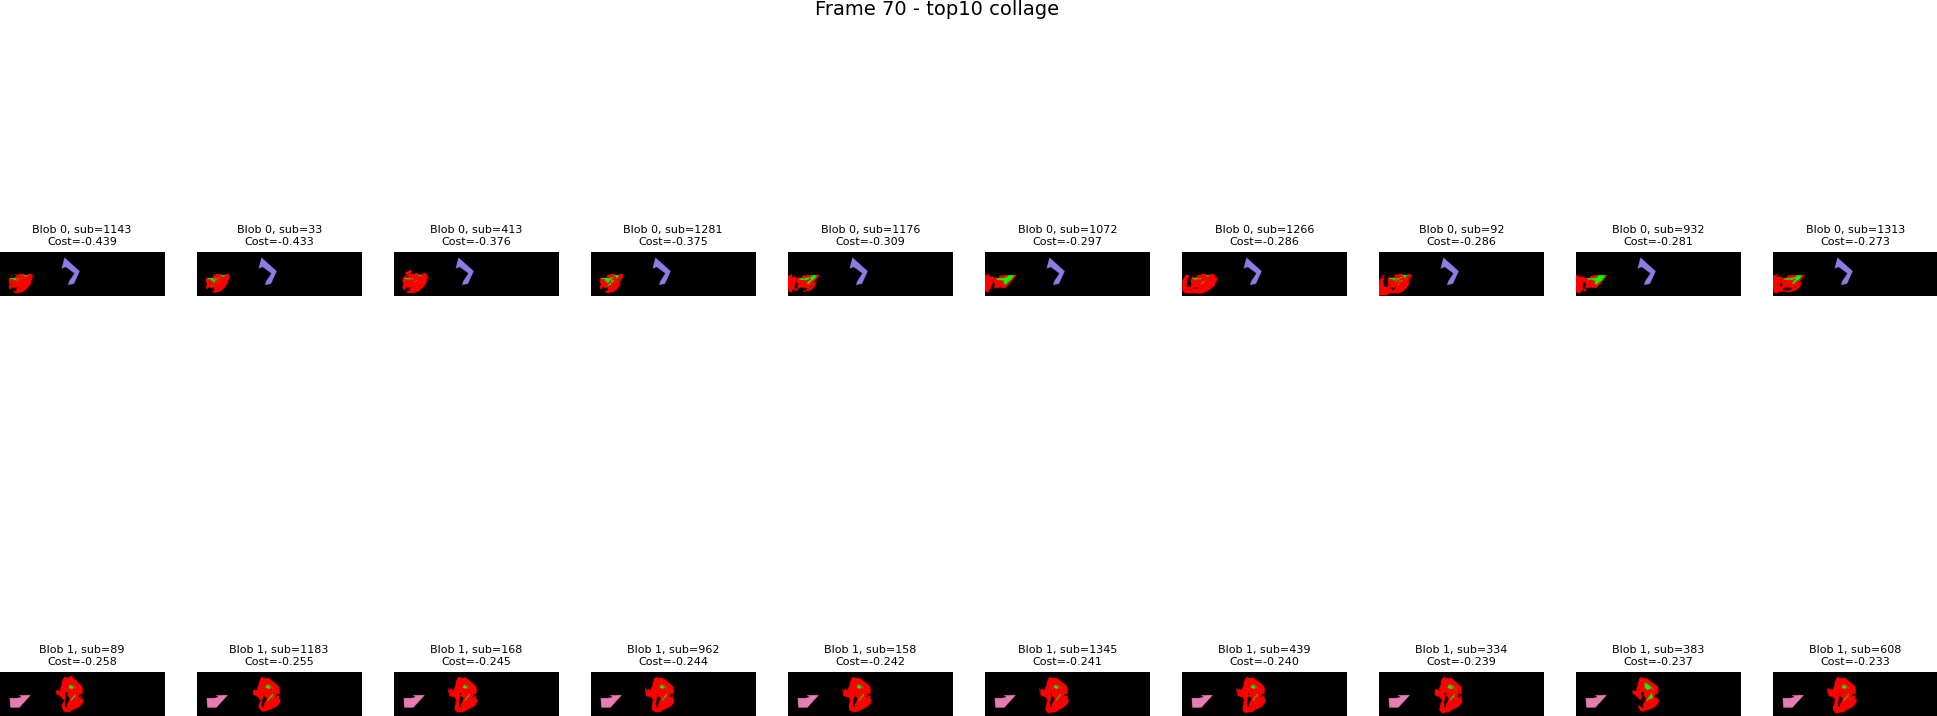 Frame 70 - top10 collage
Blob 0, sub=1143
Cost=-0.439
Blob 0, sub=33
Cost=-0.433
Blob 0, sub=413
Cost=-0.376
Blob 0, sub=1281
Cost=-0.375
Blob 0, sub=1176
Cost=-0.309
Blob 0, sub=1072
Cost=-0.297
Blob 0, sub=1266
Cost=-0.286
Blob 0, sub=92
Cost=-0.286
Blob 0, sub=932
Cost=-0.281
Blob 0, sub=1313
Cost=-0.273
Blob 1, sub=89
Cost=-0.258
Blob 1, sub=1183
Cost=-0.255
Blob 1, sub=168
Cost=-0.245
Blob 1, sub=962
Cost=-0.244
Blob 1, sub=158
Cost=-0.242
Blob 1, sub=1345
Cost=-0.241
Blob 1, sub=439
Cost=-0.240
Blob 1, sub=334
Cost=-0.239
Blob 1, sub=383
Cost=-0.237
Blob 1, sub=608
Cost=-0.233